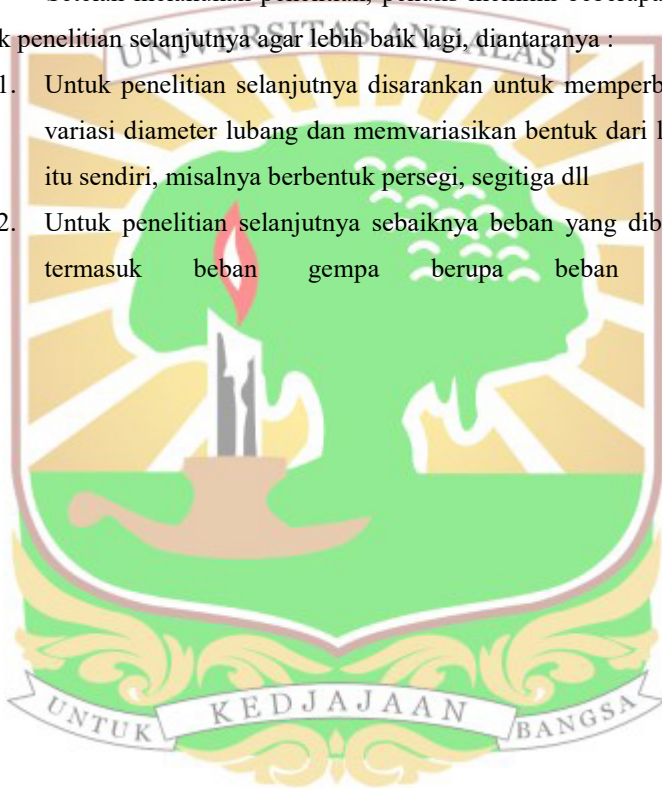 penelitian selanjutnya agar lebih baik lagi, diantaranya :
UNIVERSITAS ANDALAS
1. Untuk penelitian selanjutnya disarankan untuk
variasi diameter lubang dan memvariasikan bentuk dari
itu sendiri, misalnya berbentuk persegi, segitiga dll
2. Untuk penelitian selanjutnya sebaiknya beban yang
termasuk beban gempa berupa beban
UNTUK KEDJAJAAN BANGSA